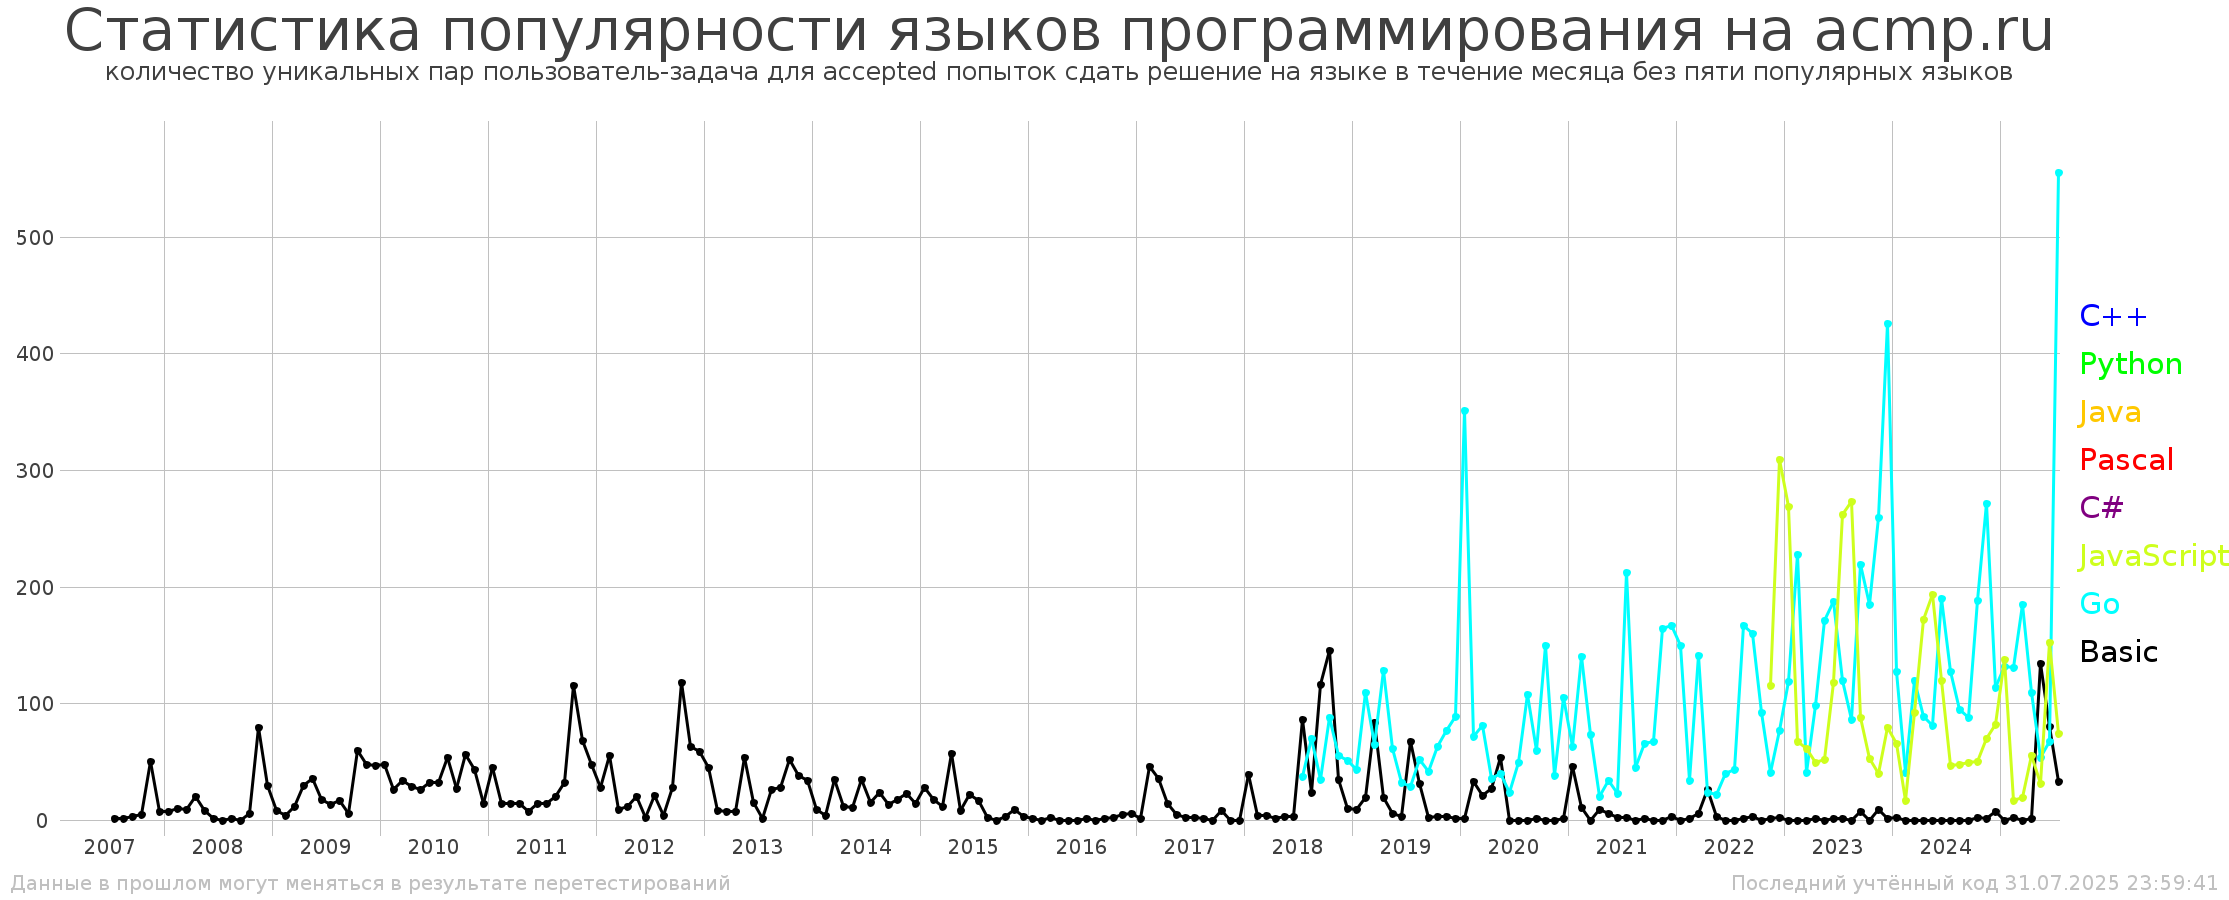 Статистика популярности языков программирования на acmp.ru
количество уникальных пар пользователь-задача для accepted попыток сдать решение на языке в течение месяца без пяти популярных языков
500
400
300
200
100
0
2007 2008 2009 2010 2011 2012 2013 2014 2015 2016 2017 2018 2019 2020 2021 2022 2023 2024
C++
Python
Java
Pascal
C#
JavaScript
Go
Basic
Данные в прошлом могут меняться в результате перетестирований
Последний учтённый код 31.07.2025 23:59:41